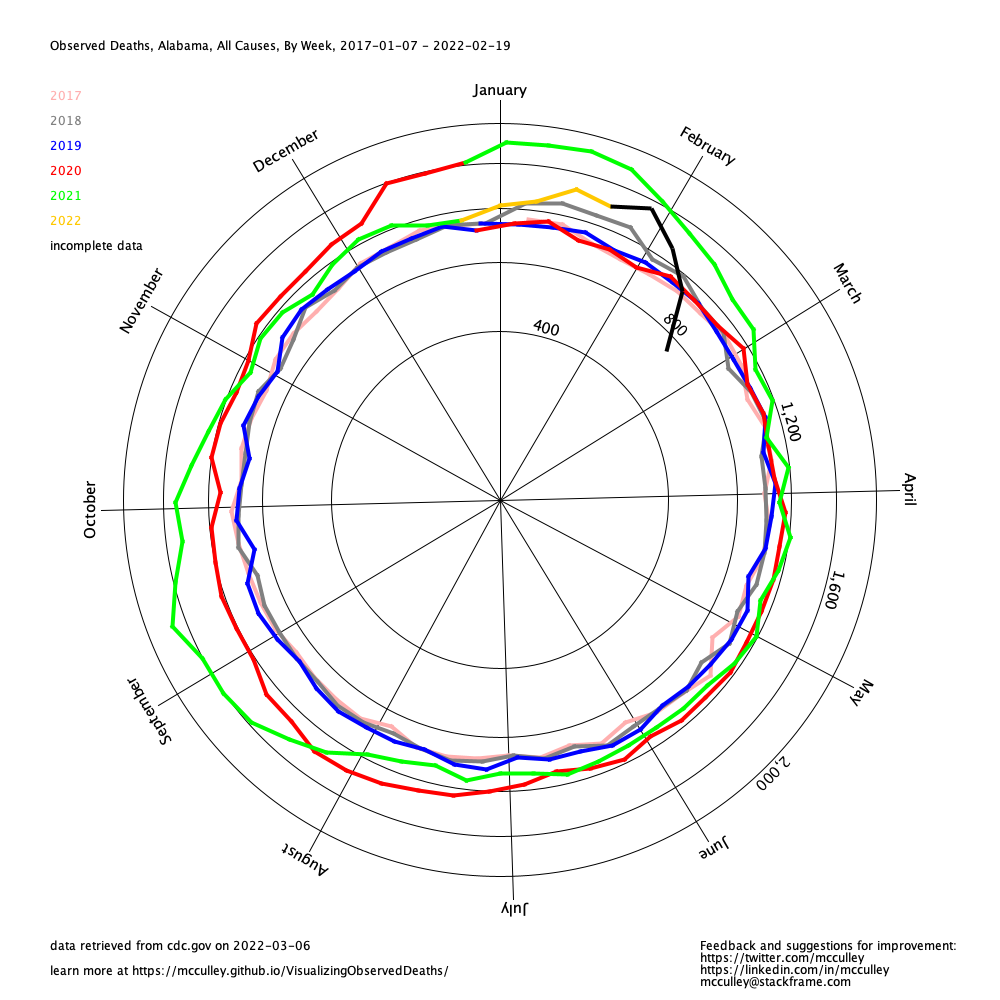 Observed Deaths, Alabama, All Causes, By Week, 2017-01-07 - 2022-02-19
January
2017
2018
2019
2020
2021
2022
incomplete data
December
February
November
March
400
800
1,200
October
April
1,600
September
May
2,000
August
June
July
data retrieved from cdc.gov on 2022-03-06
learn more at https://mcculley.github.io/VisualizingObservedDeaths/
Feedback and suggestions for improvement:
https://twitter.com/mcculley
https://linkedin.com/in/mcculley
mcculley@stackframe.com